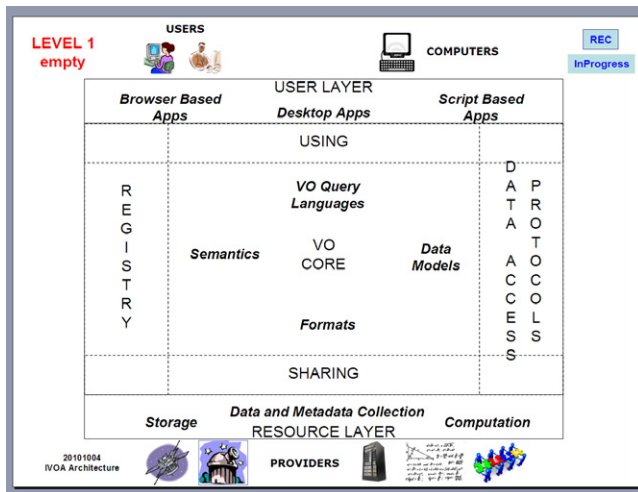 LEVEL 1
empty
USERS
COMPUTERS
REC
InProgress
USER LAYER
Browser Based
Apps
Desktop Apps
Script Based
Apps
USING
REGISTRY
VO Query
Languages
Semantics
VO
CORE
Data
Models
Formats
DATA ACCESS
PROTOCOLS
SHARING
Storage
Data and Metadata Collection
Computation
RESOURCE LAYER
20101004
IVOA Architecture
PROVIDERS